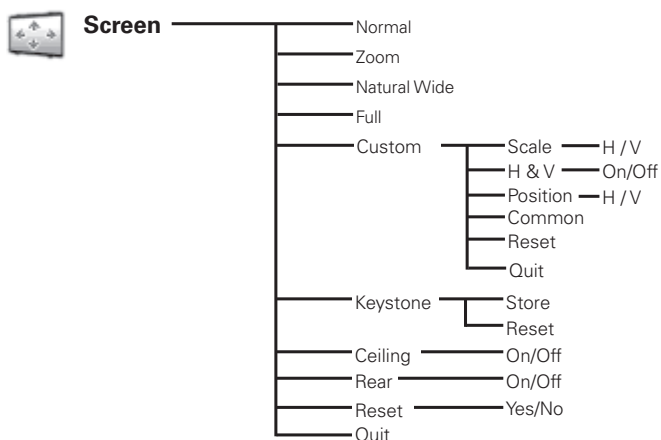 Screen Normal
Zoom
Natural Wide
Full
Custom Scale H / V
H & V On/Off
Position H / V
Common
Reset
Quit
Keystone Store
Reset
Ceiling On/Off
Rear On/Off
Reset Yes/No
Quit